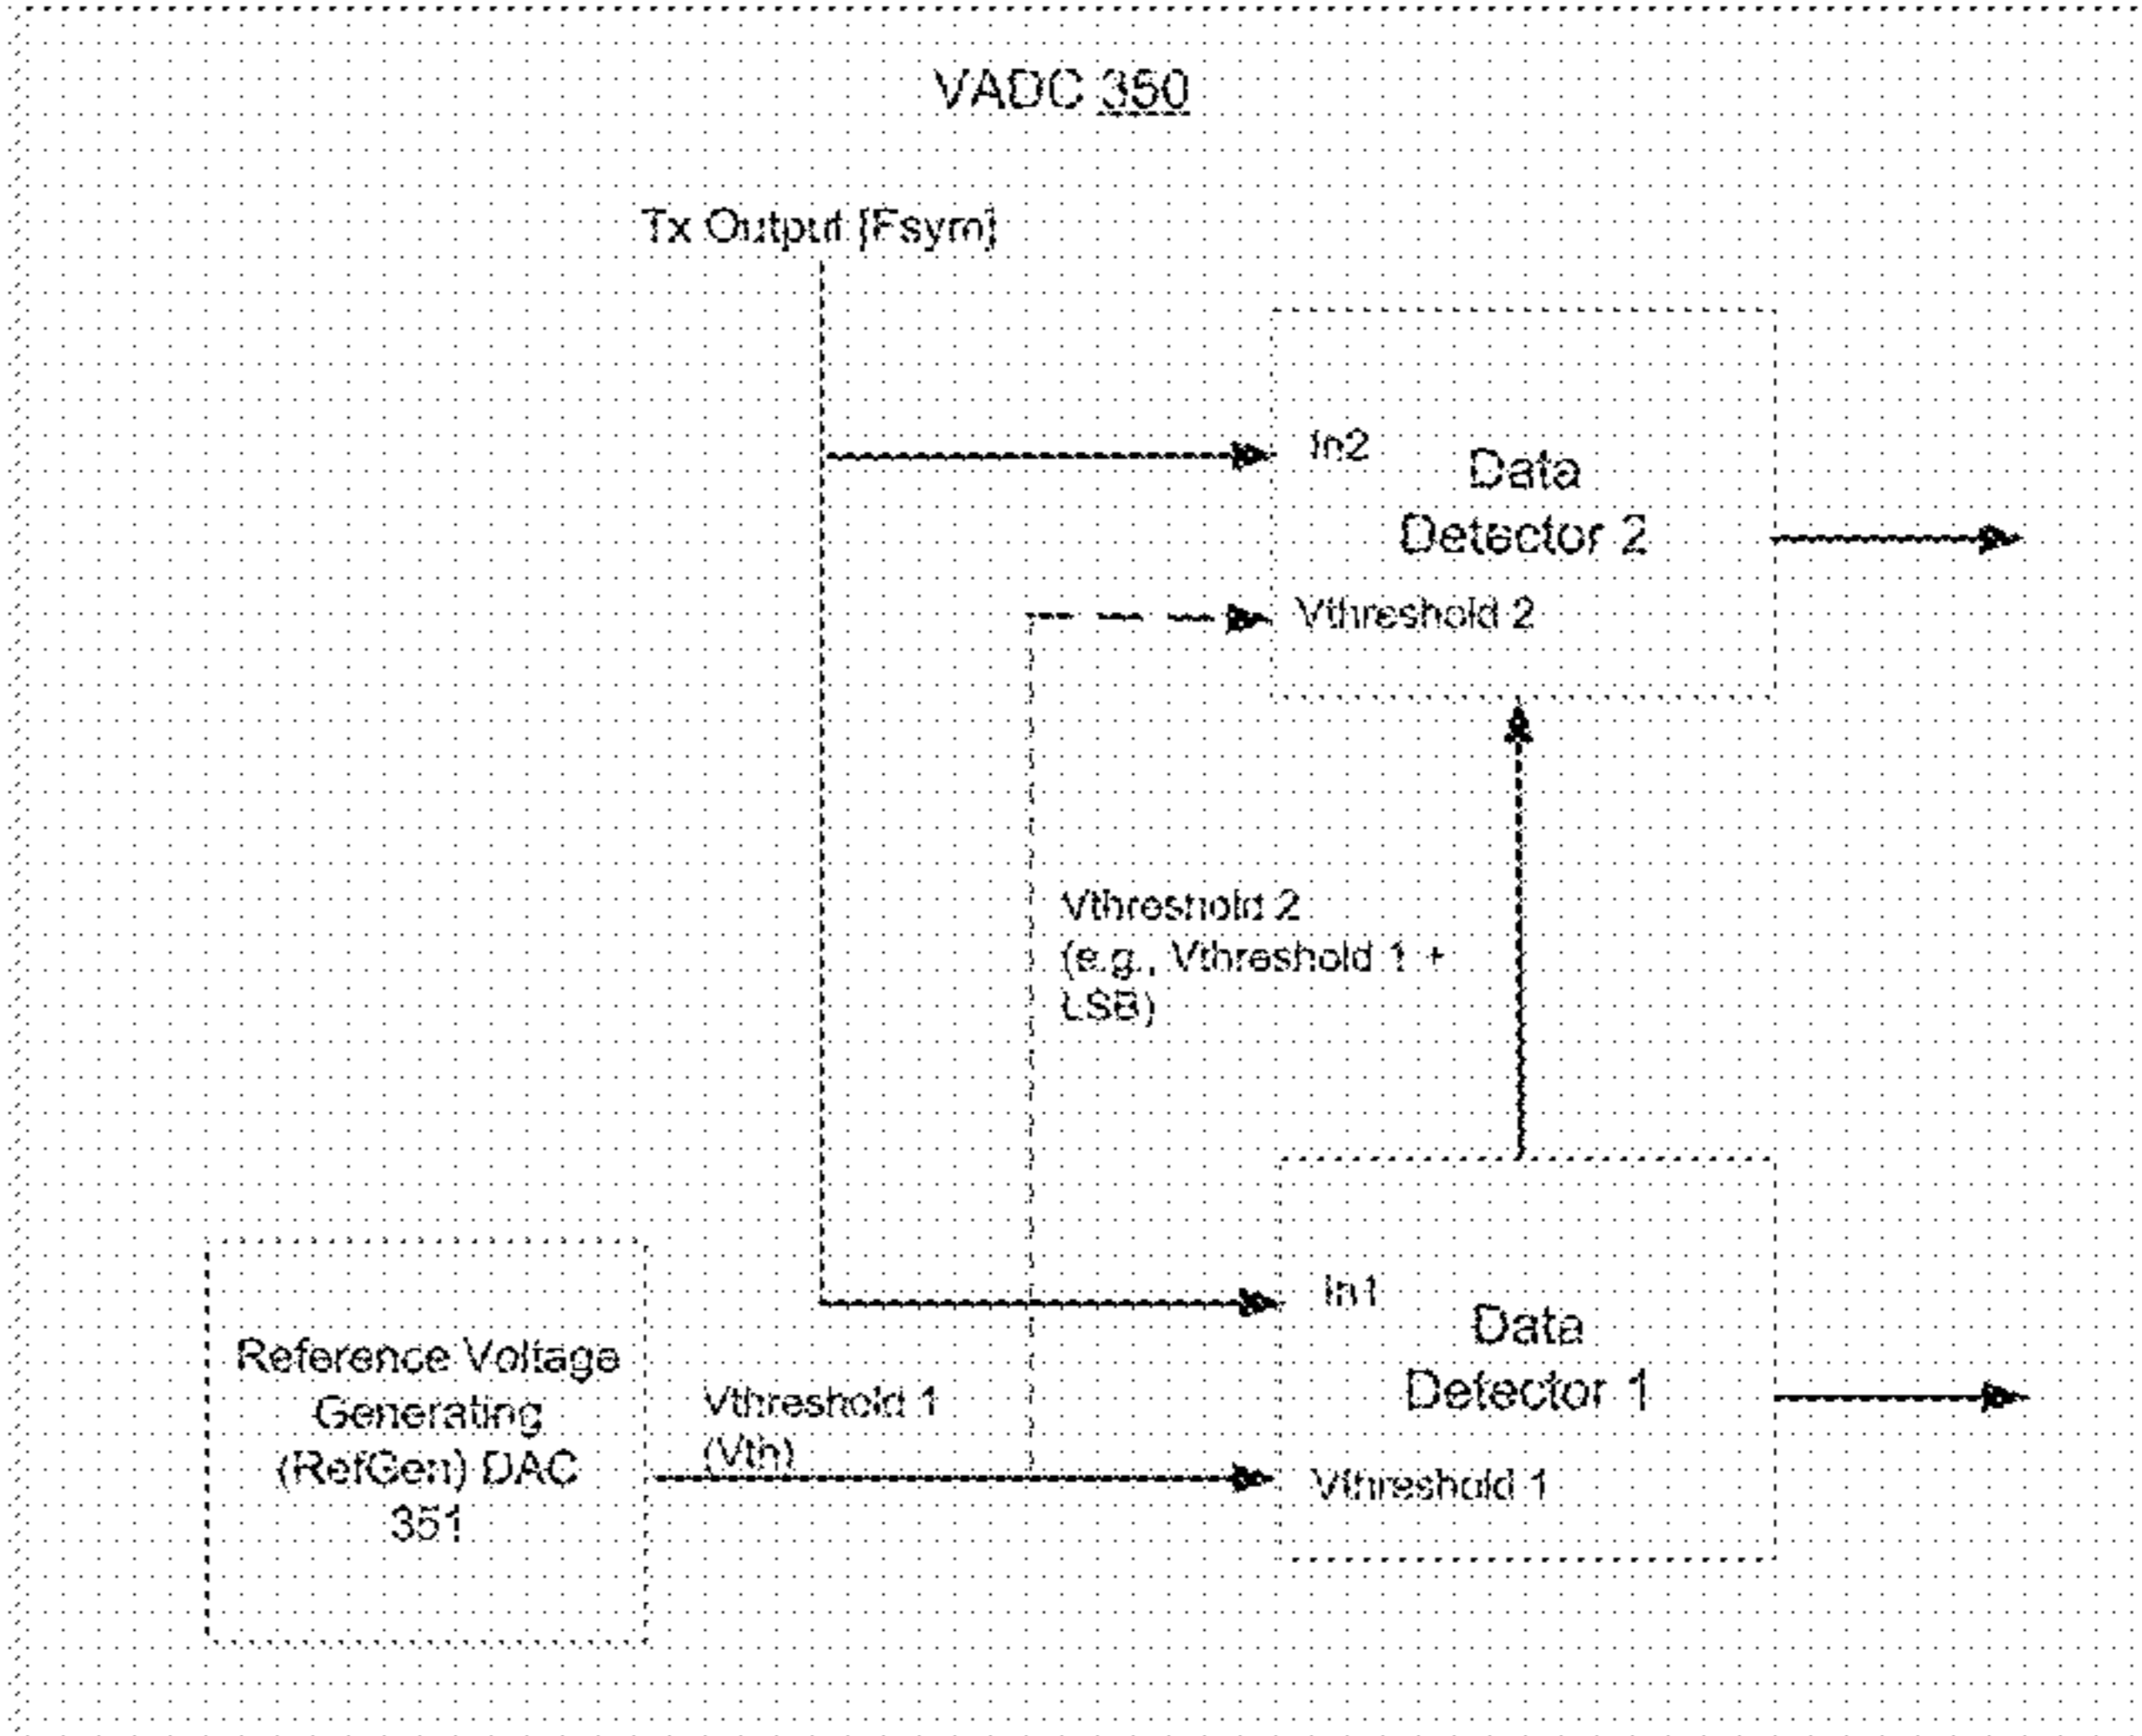 VADC 350
Tx Output [Fsym]
In2
Data
Detector 2
Vthreshold 2
Vthreshold 2
(e.g., Vthreshold 1 +
LSB)
In1
Data
Detector 1
Vthreshold 1
Reference Voltage
Generating
(RefGen) DAC
351
Vthreshold 1
(Vth)